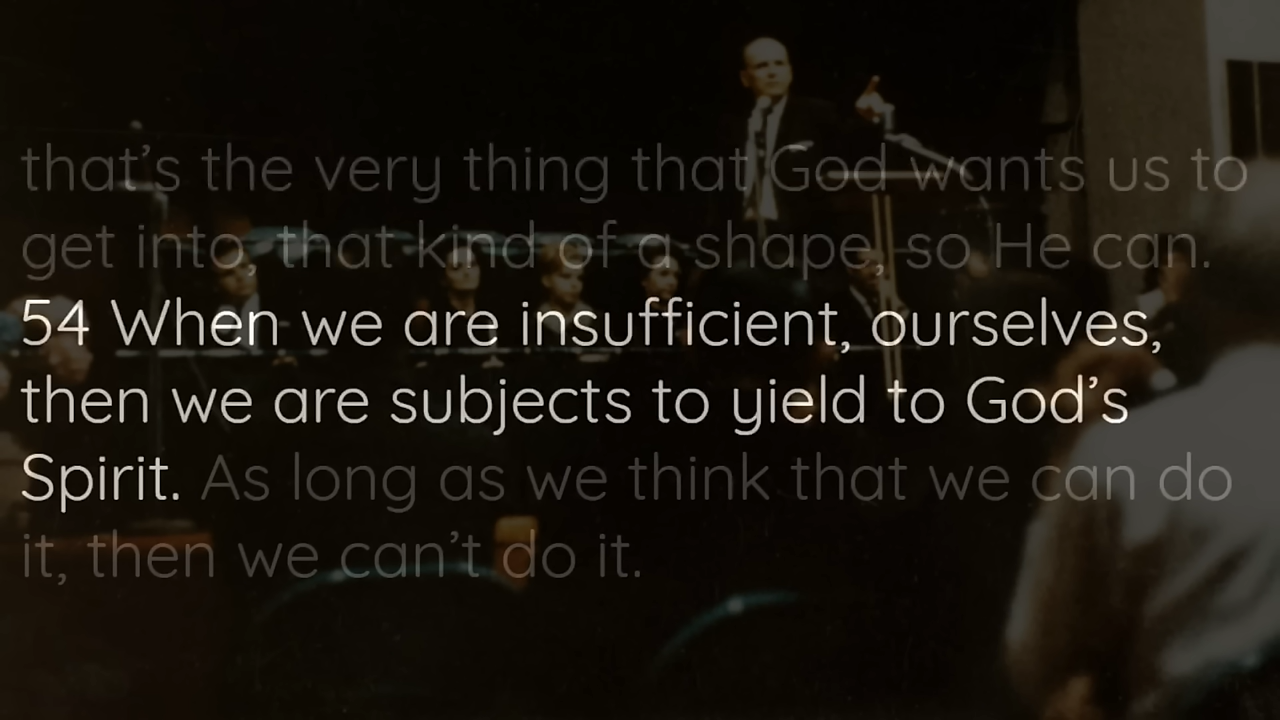 that’s the very thing that God wants us to
get into, that kind of a shape, so He can.
54 When we are insufficient, ourselves,
then we are subjects to yield to God’s
Spirit. As long as we think that we can do
it, then we can’t do it.